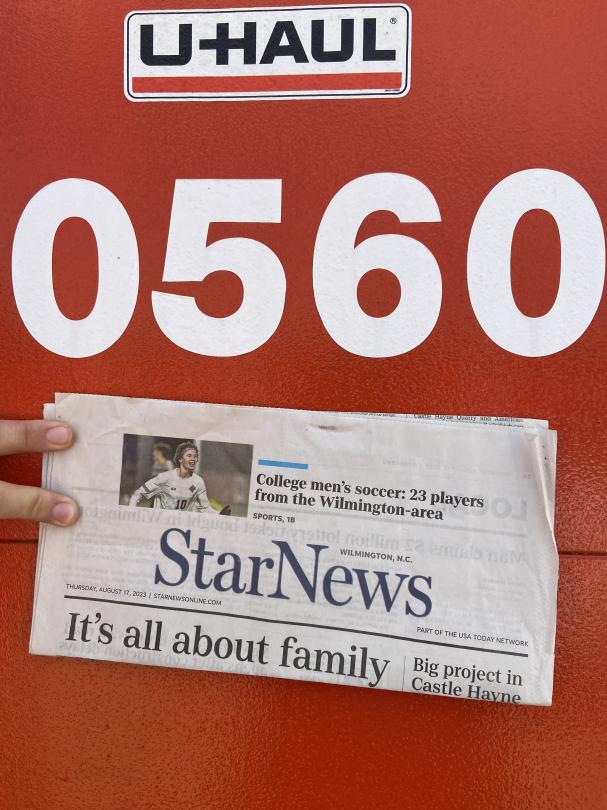 U-HAUL®
0560
College men's soccer: 23 players
from the Wilmington-area
SPORTS, 1B
WILMINGTON, N.C.
StarNews
THURSDAY, AUGUST 17, 2023 | STARNEWSONLINE.COM
PART OF THE USA TODAY NETWORK
It's all about family
Big project in
Castle Hayne
10